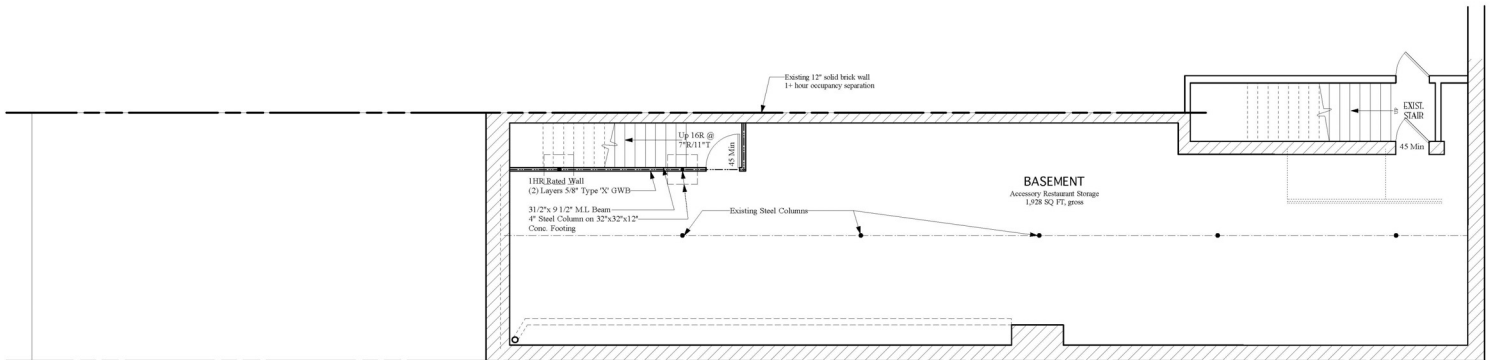 Existing 12" solid brick wall
1+ hour occupancy separation
EXIST.
STAIR
45 Min
Up 16R @
7"R/11"T
45 Min
1HR Rated Wall
(2) Layers 5/8" Type 'X' GWB
31/2"x 9 1/2" M.L Beam
4" Steel Column on 32"x32"x12"
Conc. Footing
Existing Steel Columns
BASEMENT
Accessory Restaurant Storage
1,928 SQ FT, gross